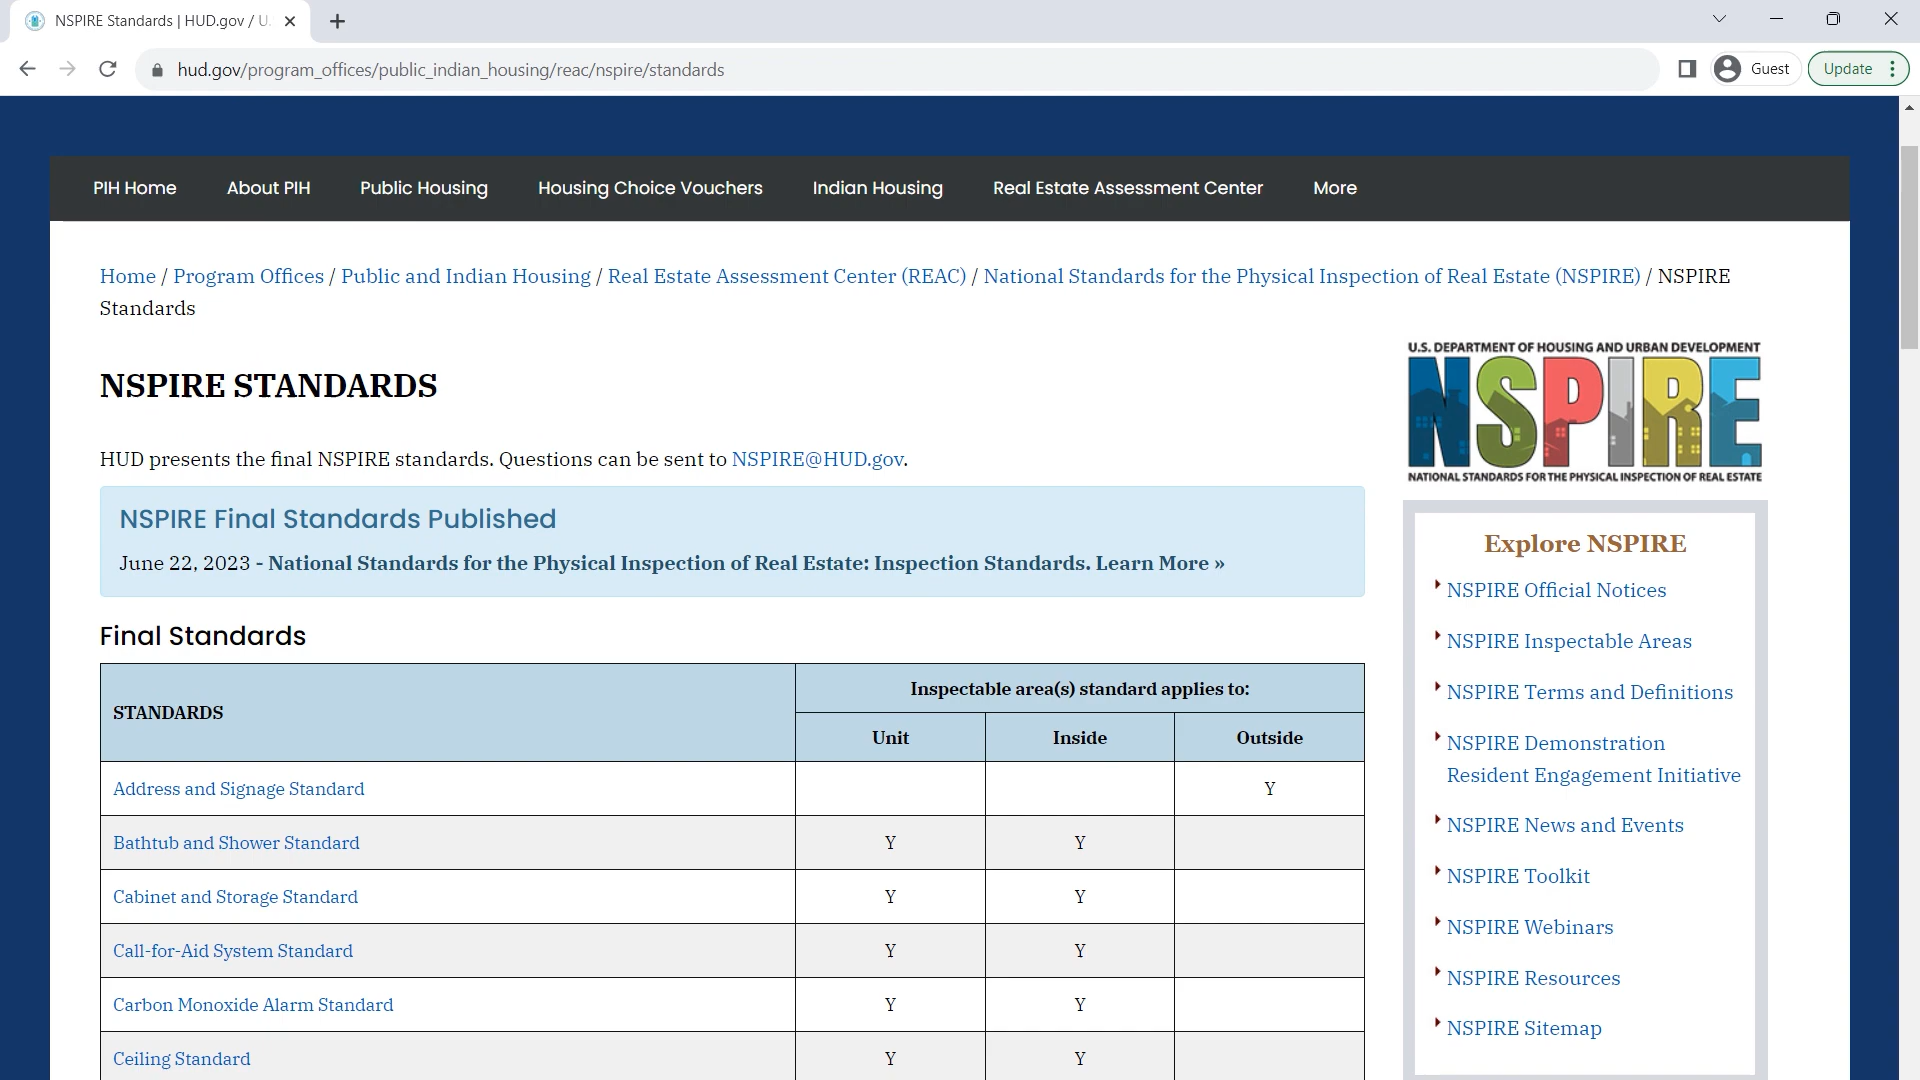 NSPIRE Standards | HUD.gov / U.
hud.gov/program_offices/public_indian_housing/reac/nspire/standards
Guest
Update
PIH Home About PIH Public Housing Housing Choice Vouchers Indian Housing Real Estate Assessment Center More
Home / Program Offices / Public and Indian Housing / Real Estate Assessment Center (REAC) / National Standards for the Physical Inspection of Real Estate (NSPIRE) / NSPIRE
Standards
NSPIRE STANDARDS
HUD presents the final NSPIRE standards. Questions can be sent to NSPIRE@HUD.gov.
NSPIRE Final Standards Published
June 22, 2023 - National Standards for the Physical Inspection of Real Estate: Inspection Standards. Learn More »
Final Standards
STANDARDS
Inspectable area(s) standard applies to:
Unit Inside Outside
Address and Signage Standard Y
Bathtub and Shower Standard Y Y
Cabinet and Storage Standard Y Y
Call-for-Aid System Standard Y Y
Carbon Monoxide Alarm Standard Y Y
Ceiling Standard Y Y
U.S. DEPARTMENT OF HOUSING AND URBAN DEVELOPMENT
NSPIRE
NATIONAL STANDARDS FOR THE PHYSICAL INSPECTION OF REAL ESTATE
Explore NSPIRE
NSPIRE Official Notices
NSPIRE Inspectable Areas
NSPIRE Terms and Definitions
NSPIRE Demonstration
Resident Engagement Initiative
NSPIRE News and Events
NSPIRE Toolkit
NSPIRE Webinars
NSPIRE Resources
NSPIRE Sitemap